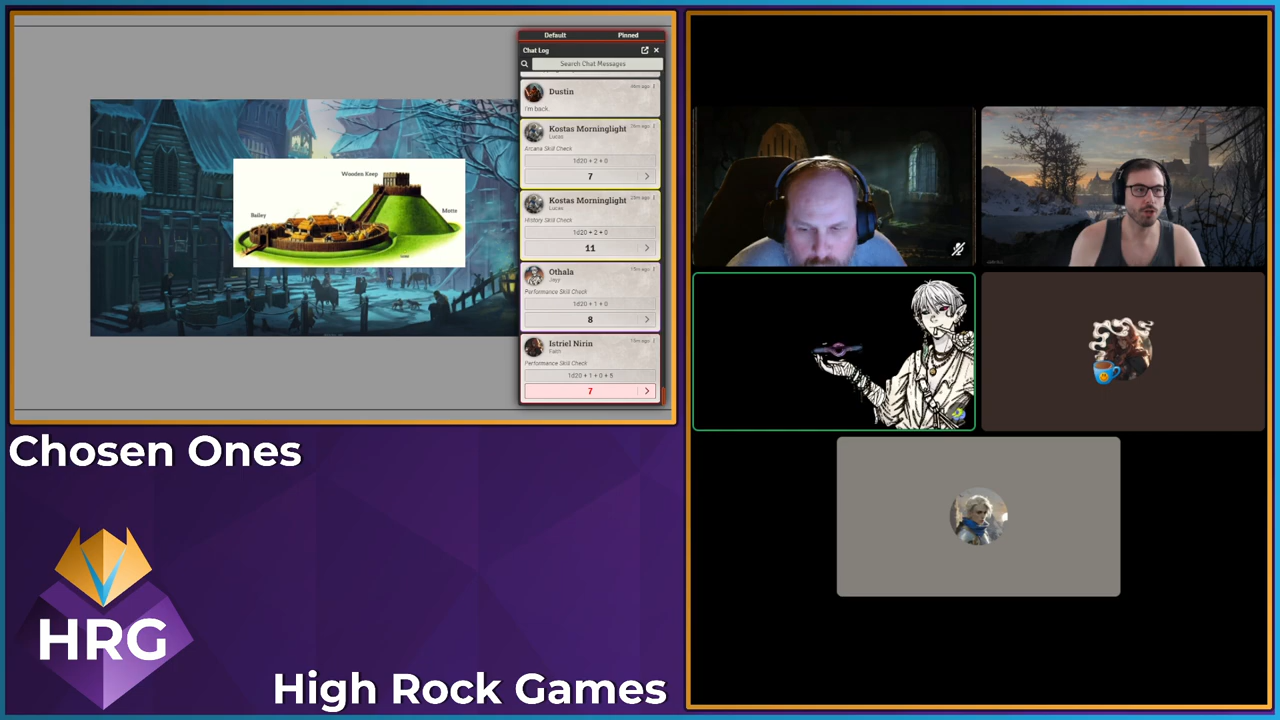 Default Pinned
Chat Log
Search Chat Messages
Dustin
I'm back.
Kostas Morninglight
Lucas
Arcana Skill Check
1d20 + 2 + 0
7
Kostas Morninglight
Lucas
History Skill Check
1d20 + 2 + 0
11
Othala
Jayy
Performance Skill Check
1d20 + 1 + 0
8
Istriel Nirin
Faith
Performance Skill Check
1d20 + 1 + 0 + 5
7
Wooden Keep
Bailey
Motte
Chosen Ones
HRG
High Rock Games